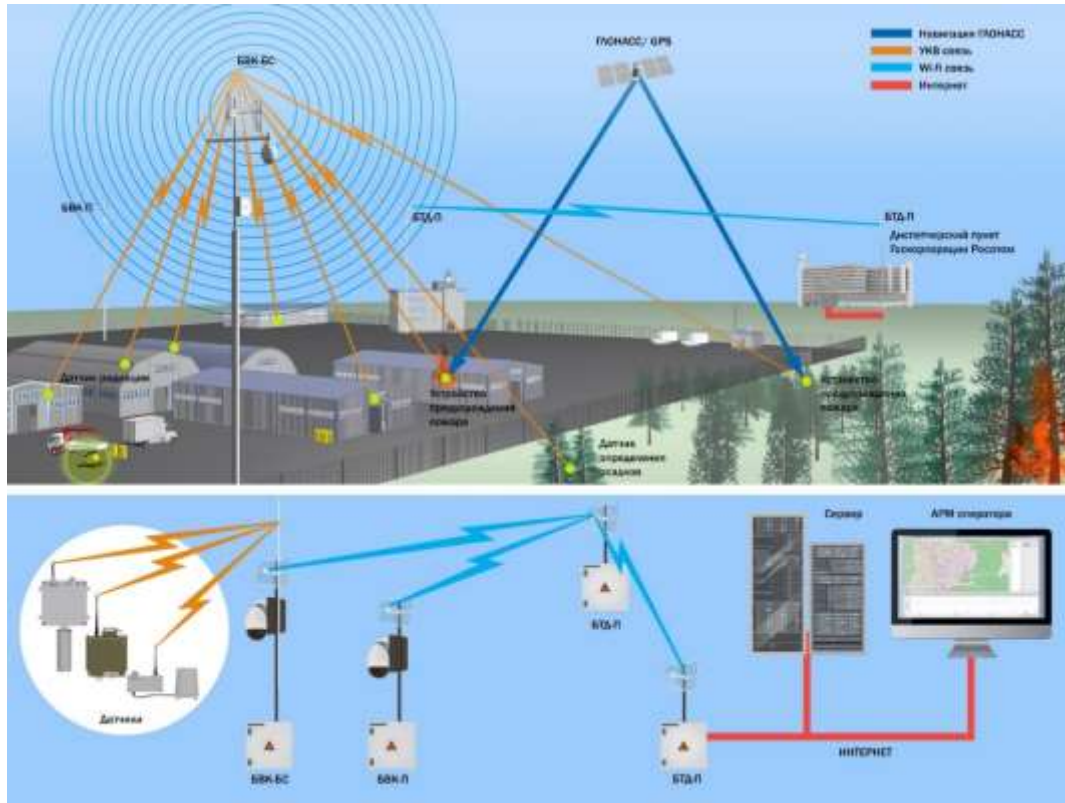 БВК-БС
ГЛОНАСС/ GPS
Навигация ГЛОНАСС
УКВ связь
Wi-Fi связь
Интернет
БВК-П
БТД-П
БТД-П
Диспетчерский пункт
Госкорпорации Росатом
Датчик радиации
Устройство
предупреждения
пожара
Устройство
предупреждения
пожара
Датчик
определения
осадков
Сервер
АРМ оператора
БТД-П
Датчики
БВК-БС
БВК-П
БТД-П
ИНТЕРНЕТ